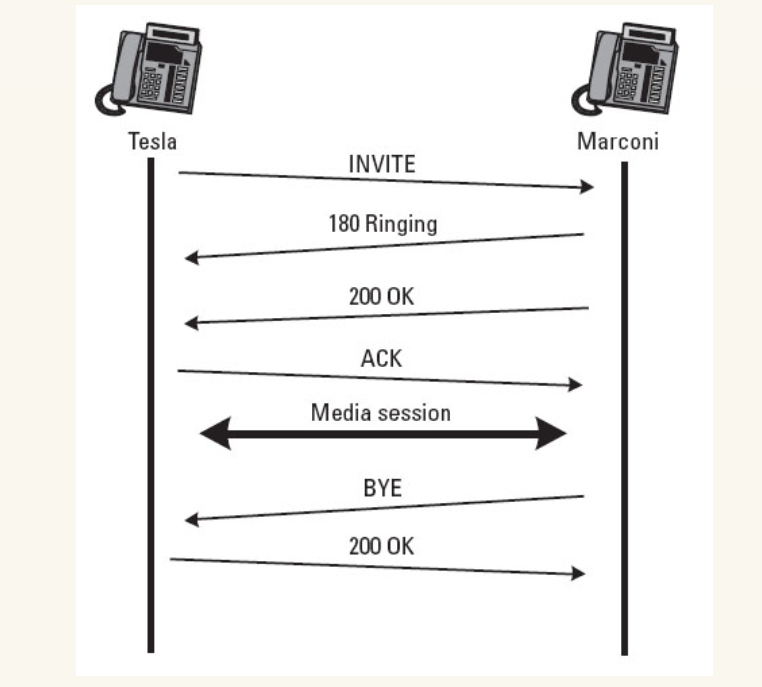 Tesla
Marconi
INVITE
180 Ringing
200 OK
ACK
Media session
BYE
200 OK